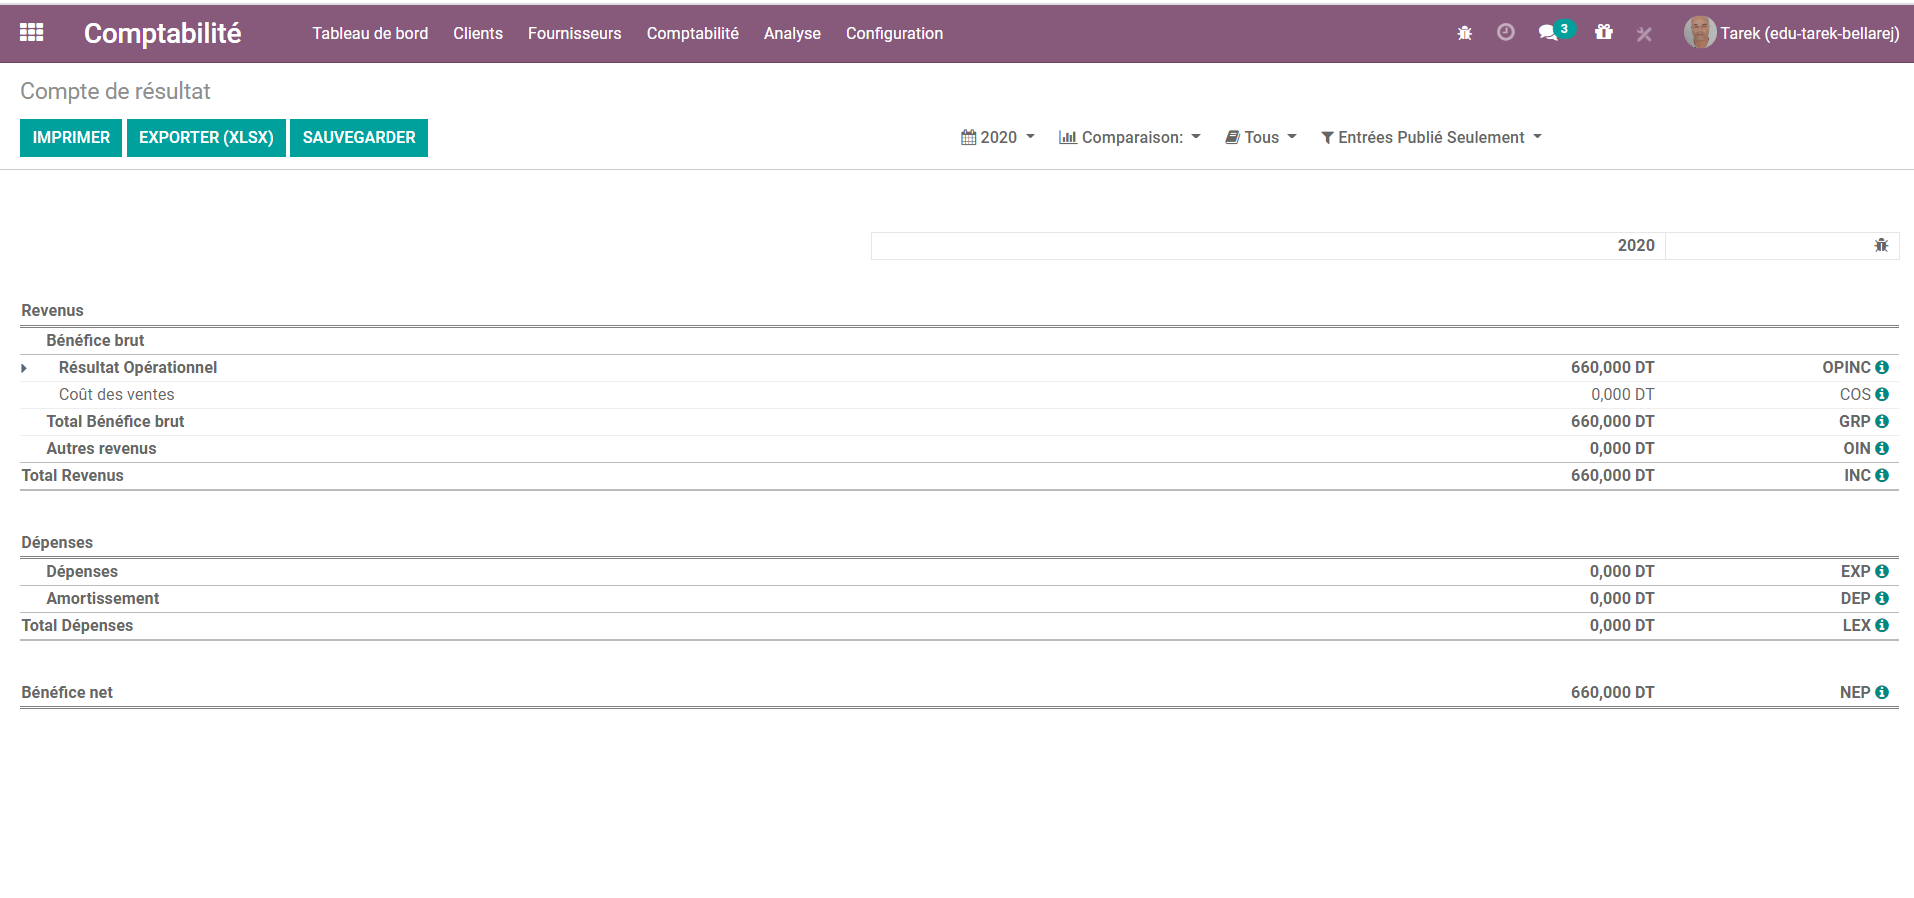 Comptabilité Tableau de bord Clients Fournisseurs Comptabilité Analyse Configuration 3 Tarek (edu-tarek-bellarej)
Compte de résultat
IMPRIMER EXPORTER (XLSX) SAUVEGARDER 2020 Comparaison: Tous Entrées Publié Seulement
2020
Revenus
Bénéfice brut
Résultat Opérationnel 660,000 DT OPINC
Coût des ventes 0,000 DT COS
Total Bénéfice brut 660,000 DT GRP
Autres revenus 0,000 DT OIN
Total Revenus 660,000 DT INC
Dépenses
Dépenses 0,000 DT EXP
Amortissement 0,000 DT DEP
Total Dépenses 0,000 DT LEX
Bénéfice net 660,000 DT NEP